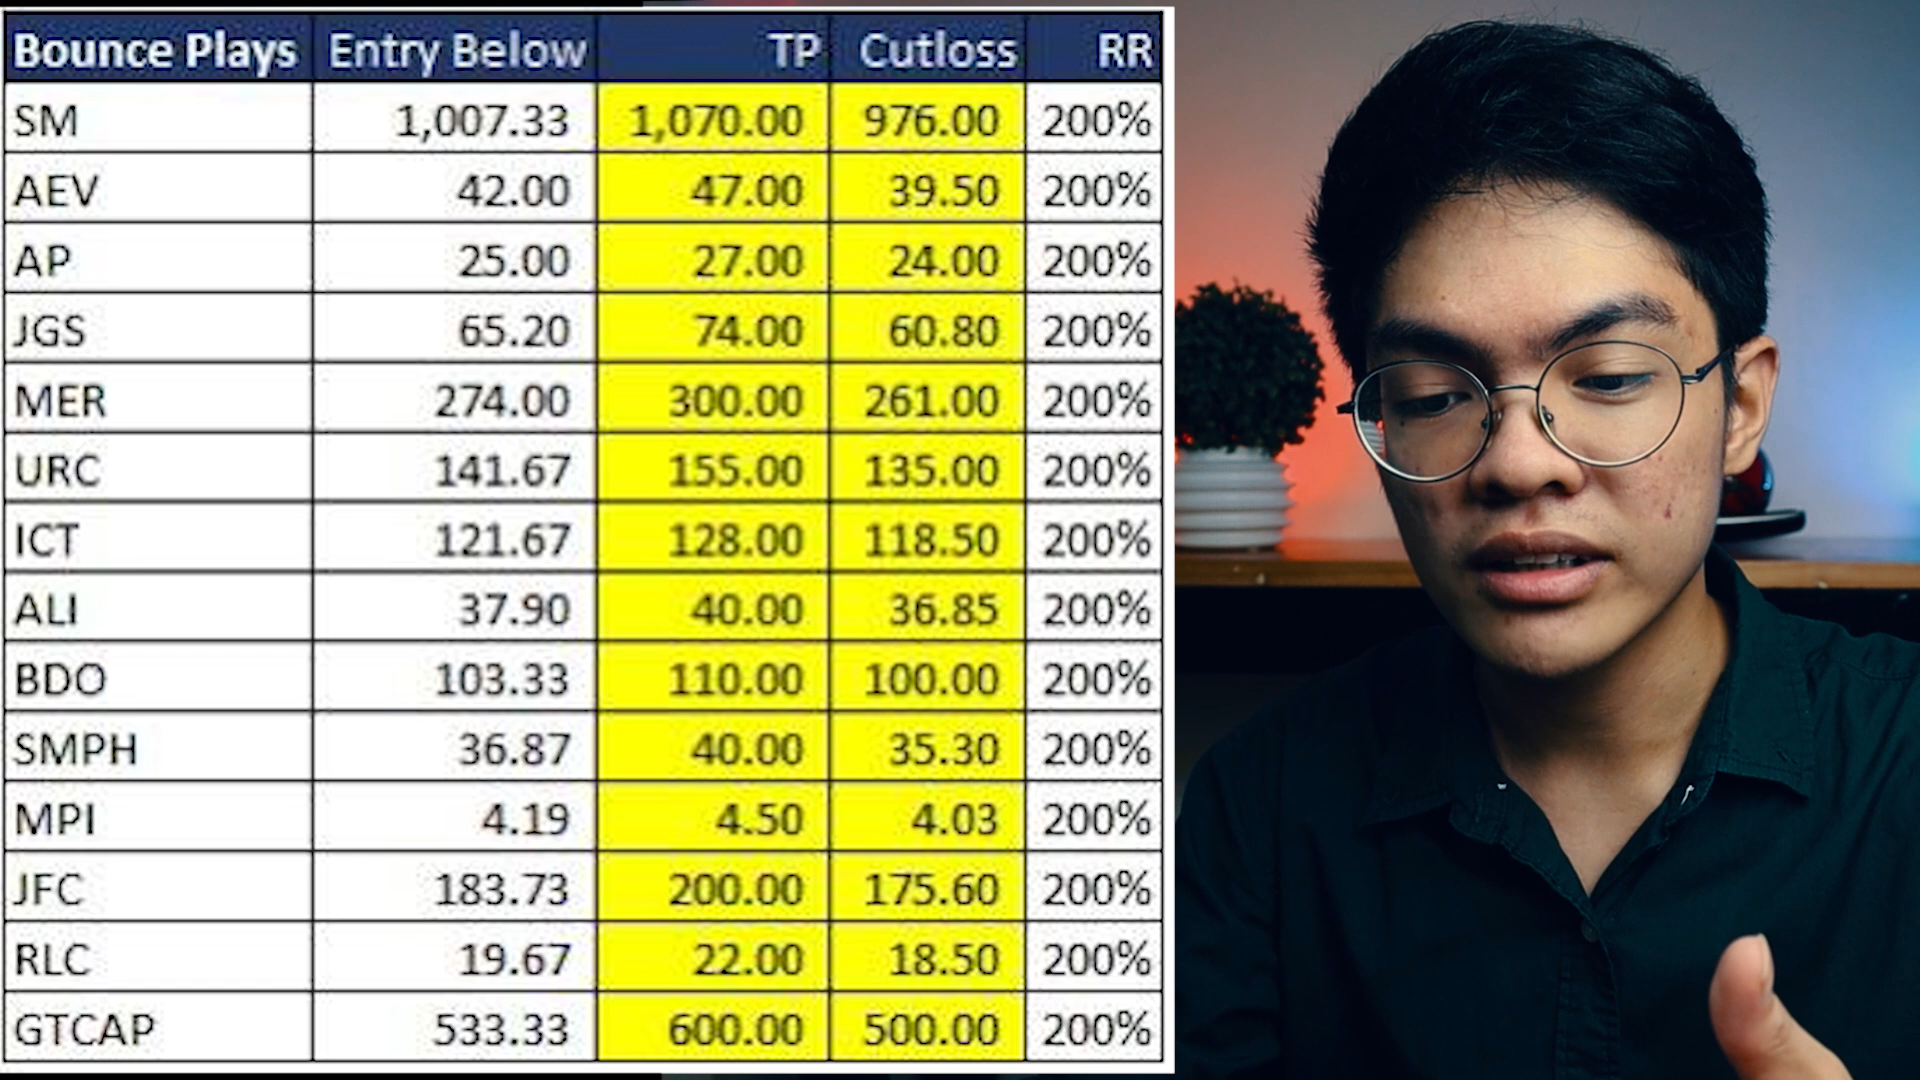 Bounce Plays Entry Below TP Cutloss RR
SM 1,007.33 1,070.00 976.00 200%
AEV 42.00 47.00 39.50 200%
AP 25.00 27.00 24.00 200%
JGS 65.20 74.00 60.80 200%
MER 274.00 300.00 261.00 200%
URC 141.67 155.00 135.00 200%
ICT 121.67 128.00 118.50 200%
ALI 37.90 40.00 36.85 200%
BDO 103.33 110.00 100.00 200%
SMPH 36.87 40.00 35.30 200%
MPI 4.19 4.50 4.03 200%
JFC 183.73 200.00 175.60 200%
RLC 19.67 22.00 18.50 200%
GTCAP 533.33 600.00 500.00 200%